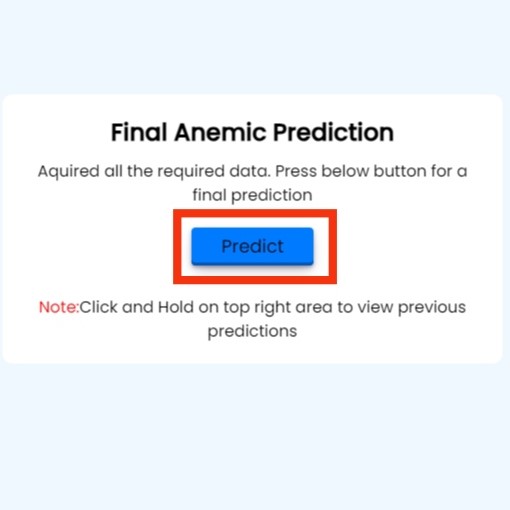 Final Anemic Prediction
Aquired all the required data. Press below button for a
final prediction
Predict
Note:Click and Hold on top right area to view previous
predictions